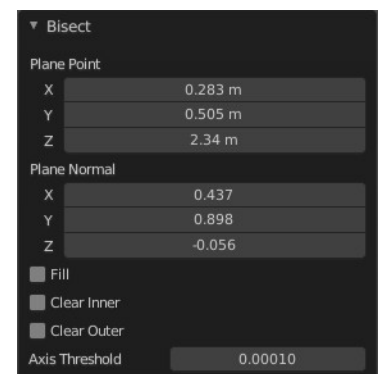 Bisect
Plane Point
X 0.283 m
Y 0.505 m
Z 2.34 m
Plane Normal
X 0.437
Y 0.898
Z -0.056
Fill
Clear Inner
Clear Outer
Axis Threshold 0.00010